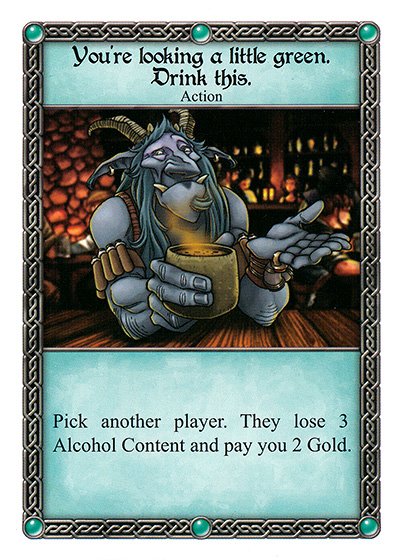 You're looking a little green.
Drink this.
Action
Pick another player. They lose 3
Alcohol Content and pay you 2 Gold.